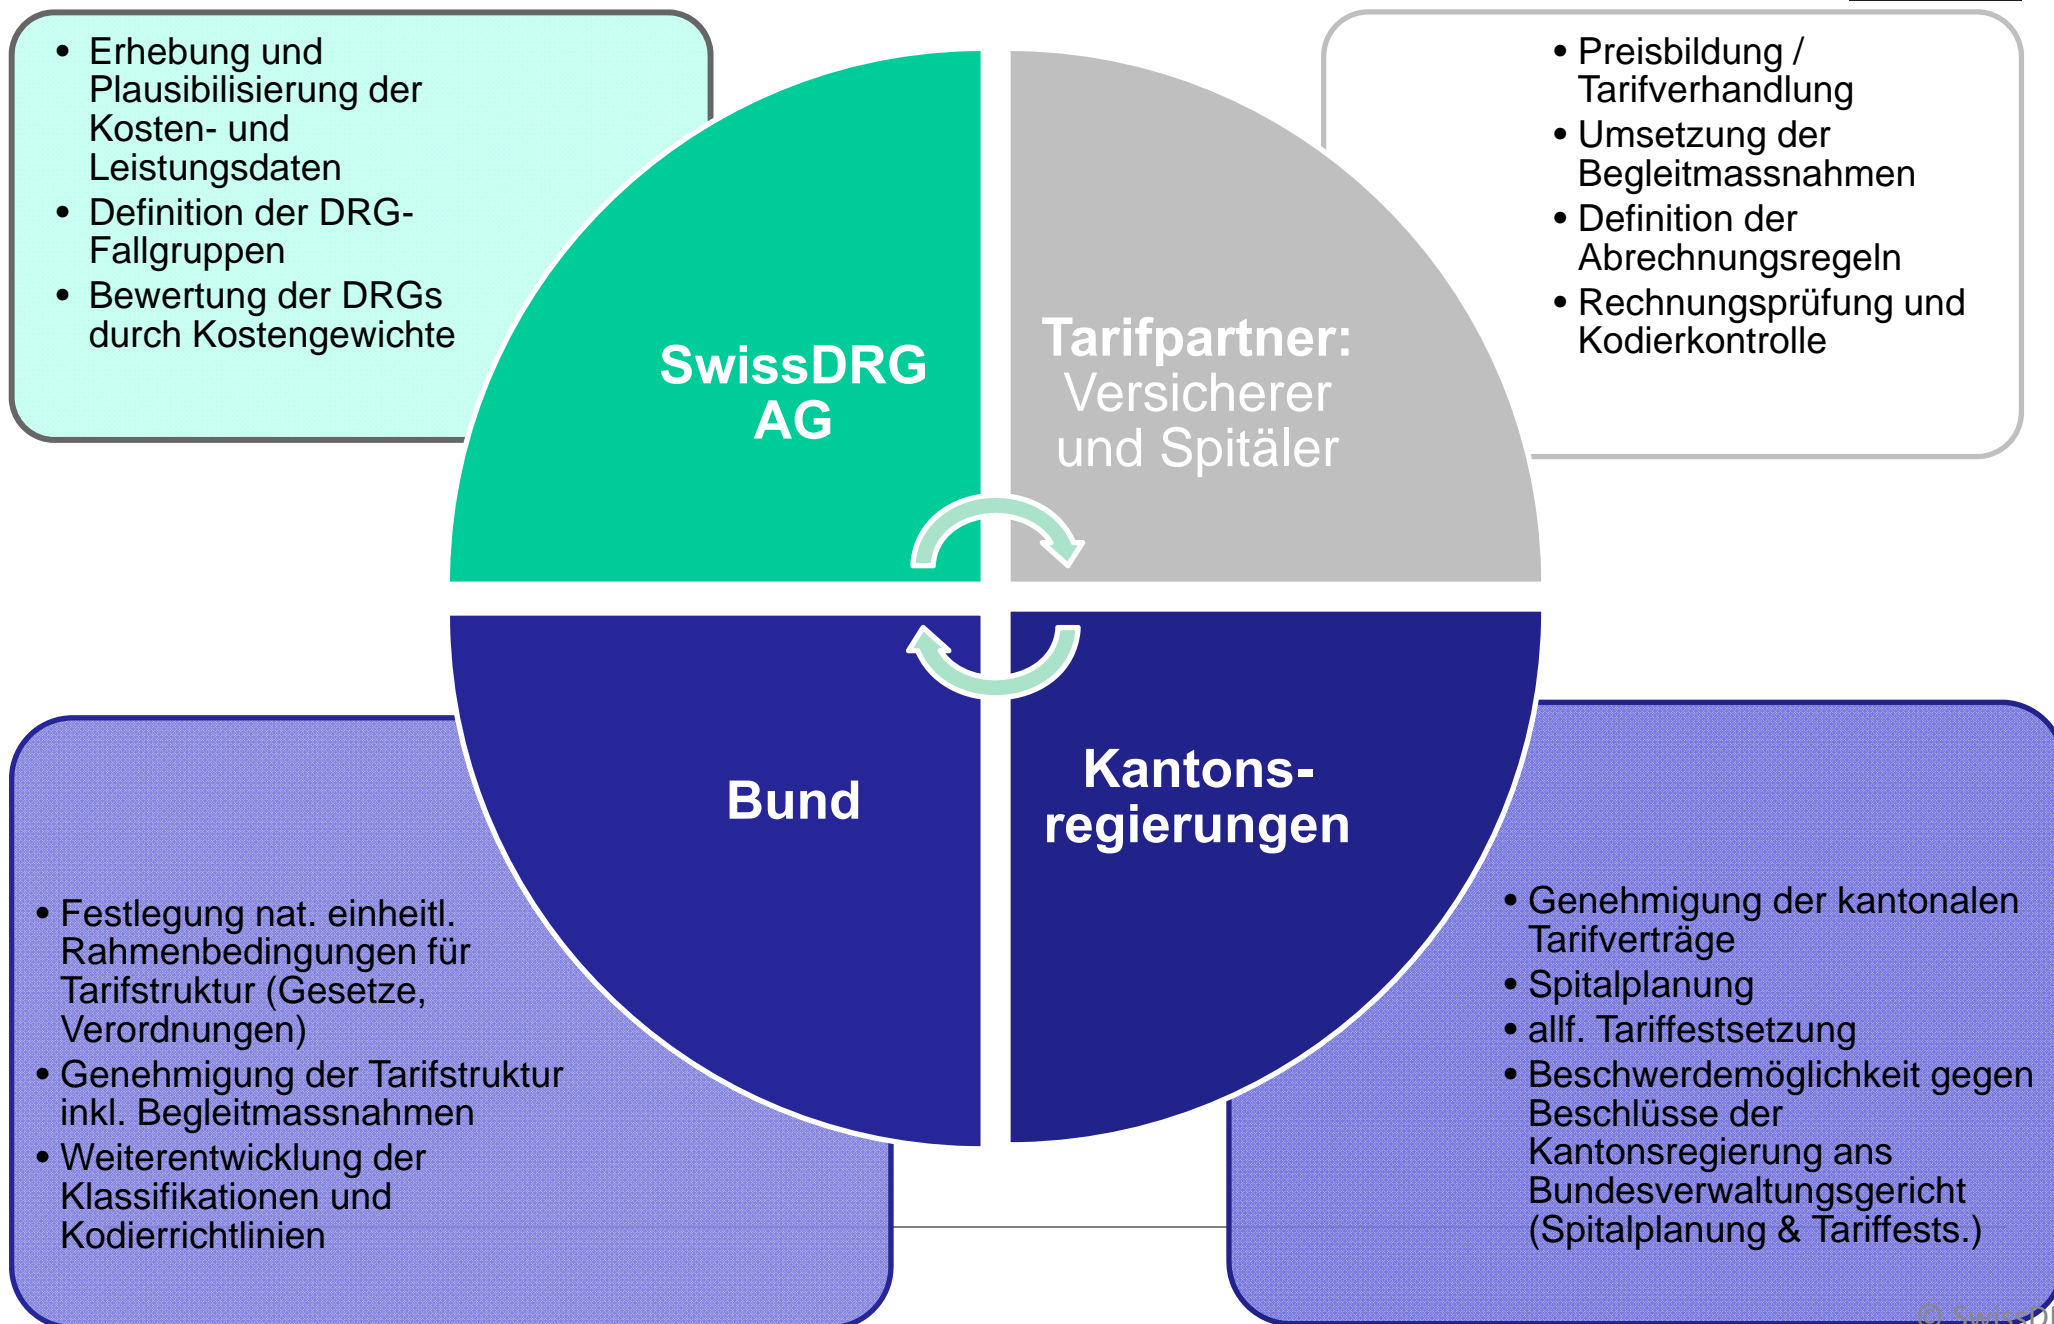 • Erhebung und
Plausibilisierung der
Kosten- und
Leistungsdaten
• Definition der DRG-
Fallgruppen
• Bewertung der DRGs
durch Kostengewichte
SwissDRG
AG
Tarifpartner:
Versicherer
und Spitäler
• Preisbildung /
Tarifverhandlung
• Umsetzung der
Begleitmassnahmen
• Definition der
Abrechnungsregeln
• Rechnungsprüfung und
Kodierkontrolle
Bund
Kantons-
regierungen
• Festlegung nat. einheitl.
Rahmenbedingungen für
Tarifstruktur (Gesetze,
Verordnungen)
• Genehmigung der Tarifstruktur
inkl. Begleitmassnahmen
• Weiterentwicklung der
Klassifikationen und
Kodierrichtlinien
• Genehmigung der kantonalen
Tarifverträge
• Spitalplanung
• allf. Tariffestsetzung
• Beschwerdemöglichkeit gegen
Beschlüsse der
Kantonsregierung ans
Bundesverwaltungsgericht
(Spitalplanung & Tariffests.)